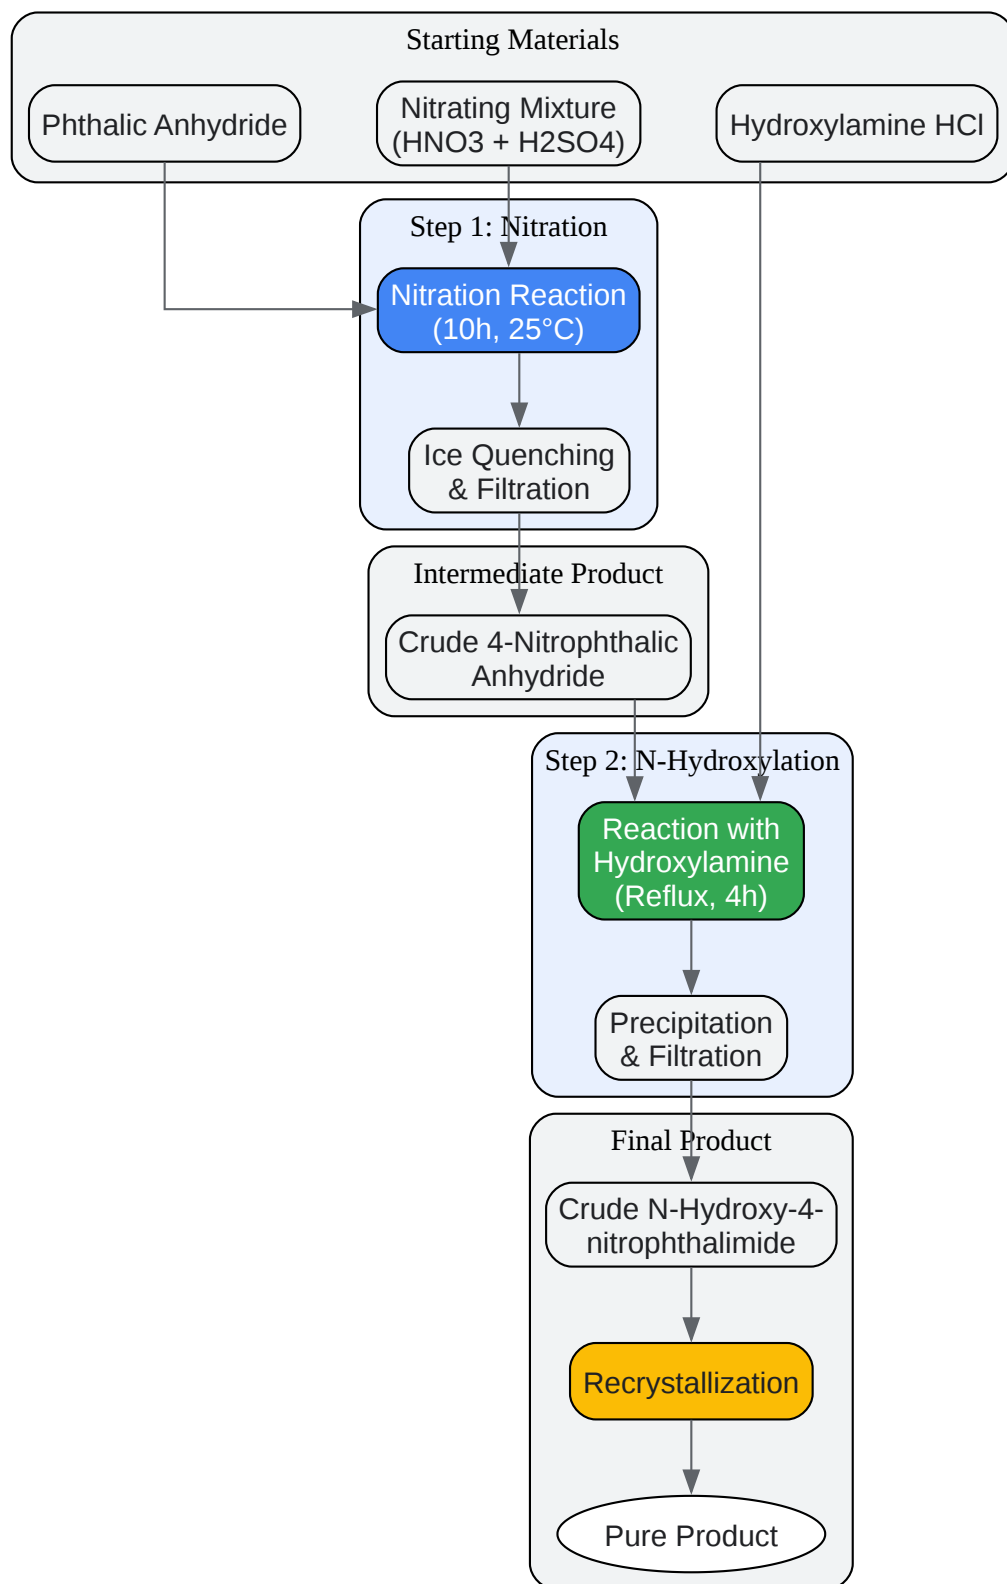 Starting Materials
Phthalic Anhydride
Nitrating Mixture
(HNO3 + H2SO4)
Hydroxylamine HCl
Step 1: Nitration
Nitration Reaction
(10h, 25°C)
Ice Quenching
& Filtration
Intermediate Product
Crude 4-Nitrophthalic
Anhydride
Step 2: N-Hydroxylation
Reaction with
Hydroxylamine
(Reflux, 4h)
Precipitation
& Filtration
Final Product
Crude N-Hydroxy-4-
nitrophthalimide
Recrystallization
Pure Product